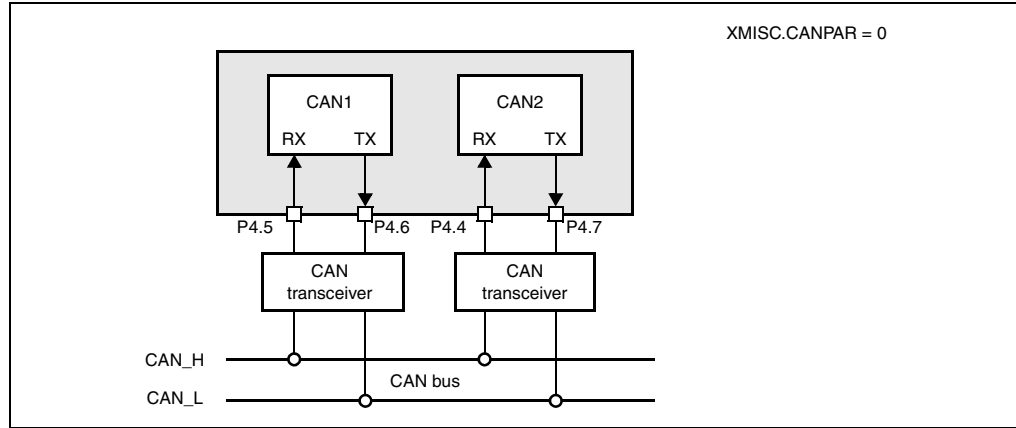 XMISC.CANPAR = 0
CAN1 CAN2
RX TX RX TX
P4.5 P4.6 P4.4 P4.7
CAN transceiver
CAN transceiver
CAN_H
CAN bus
CAN_L